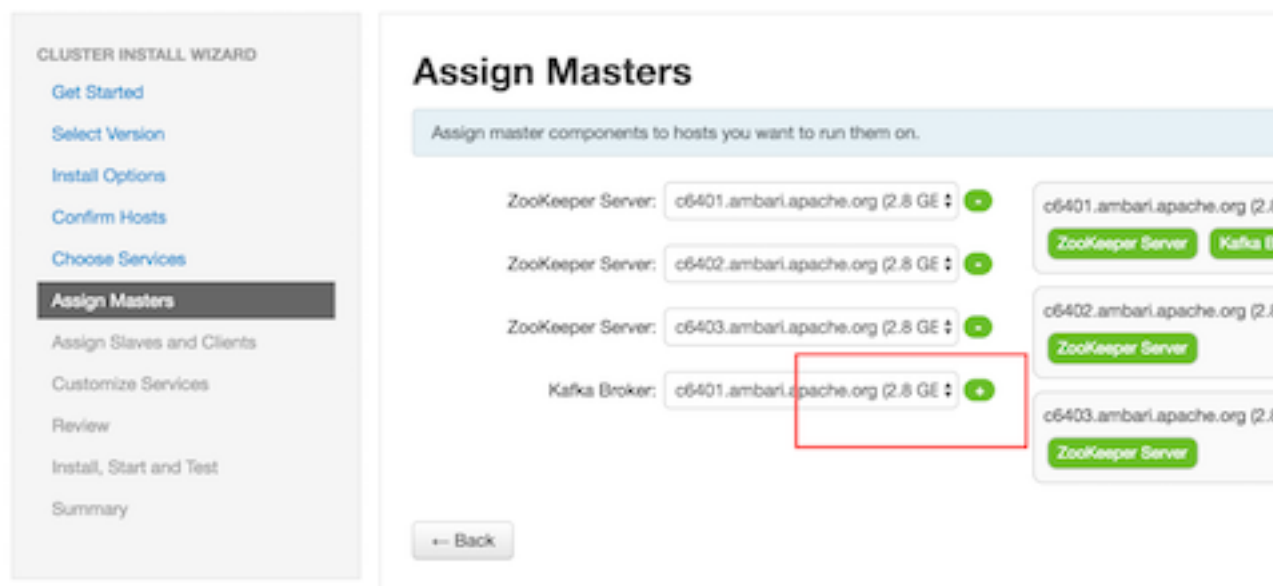 CLUSTER INSTALL WIZARD
Get Started
Select Version
Install Options
Confirm Hosts
Choose Services
Assign Masters
Assign Slaves and Clients
Customize Services
Review
Install, Start and Test
Summary
Assign Masters
Assign master components to hosts you want to run them on.
ZooKeeper Server: c6401.ambari.apache.org (2.8 GE -
ZooKeeper Server: c6402.ambari.apache.org (2.8 GE -
ZooKeeper Server: c6403.ambari.apache.org (2.8 GE -
Kafka Broker: c6401.ambari.apache.org (2.8 GE +
← Back
c6401.ambari.apache.org (2.8
ZooKeeper Server Kafka B
c6402.ambari.apache.org (2.8
ZooKeeper Server
c6403.ambari.apache.org (2.8
ZooKeeper Server